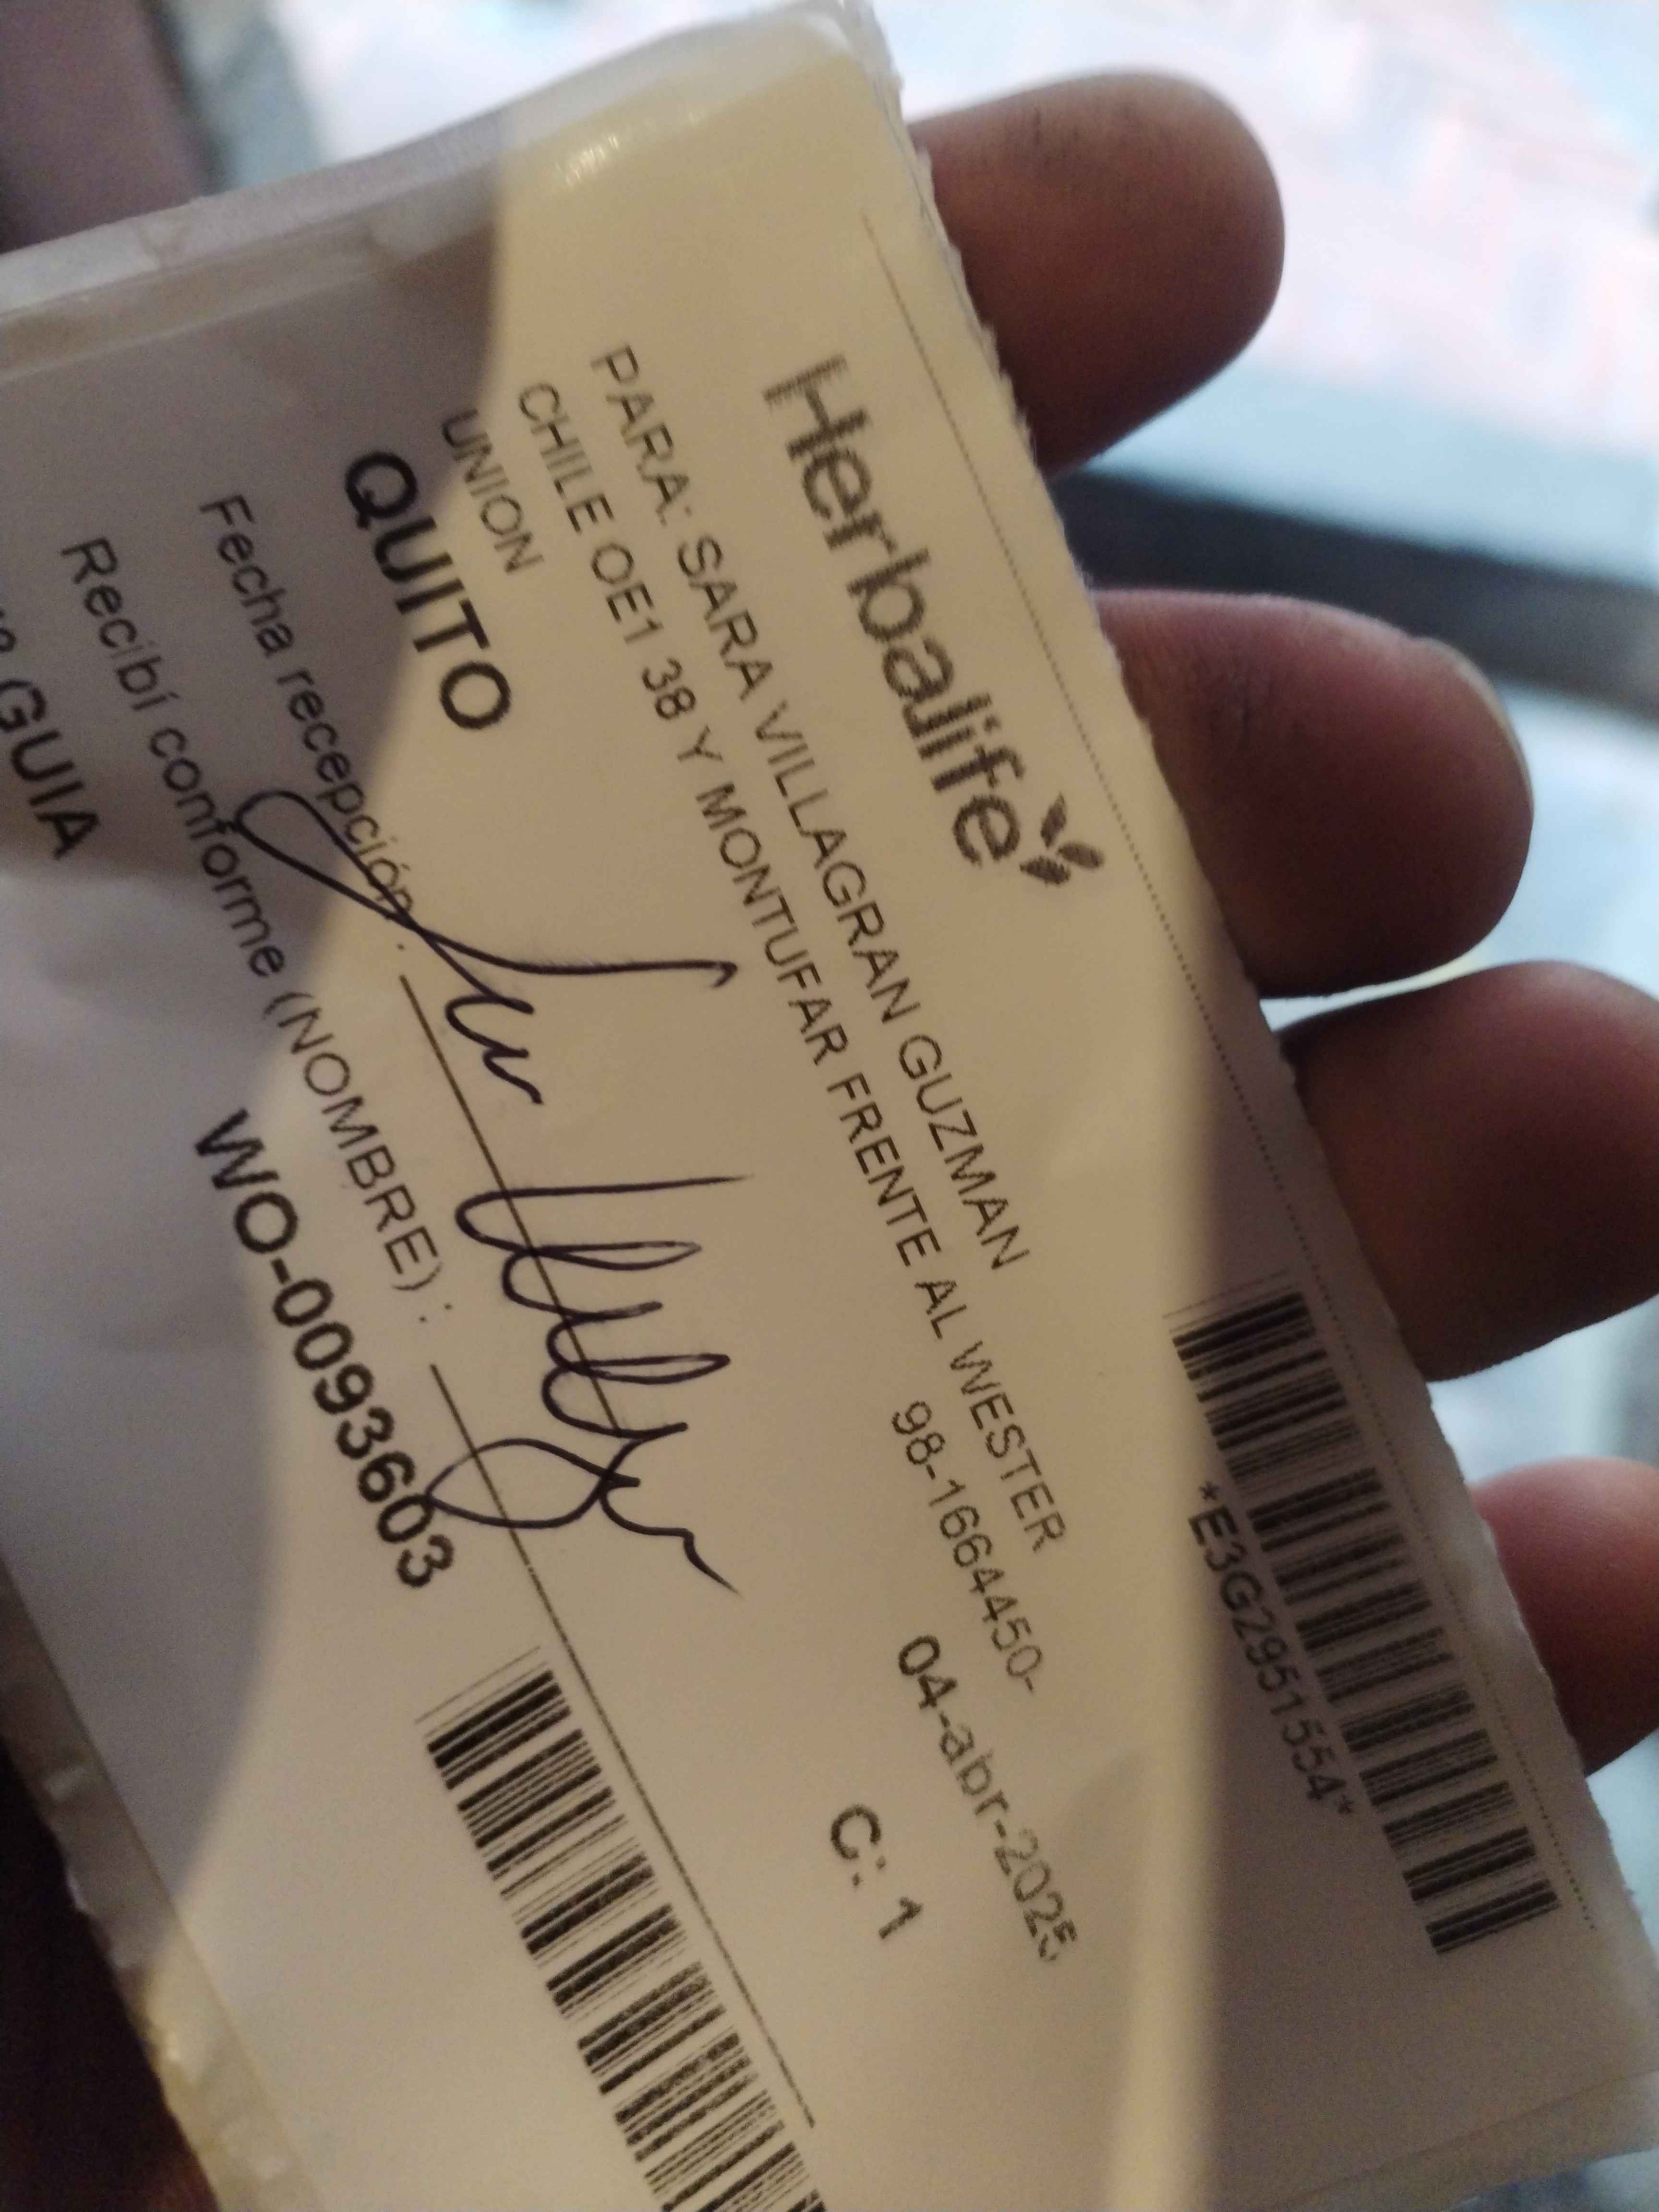 *E3G2951554*
Herbalife
04-abr-2025
PARA: SARA VILLAGRAN GUZMAN
98-1664450-
CHILE OE1 38 Y MONTUFAR FRENTE AL WESTER
UNION
C: 1
QUITO
Fecha recepción :
Recibí conforme (NOMBRE) :
WO-0093603
GUIA